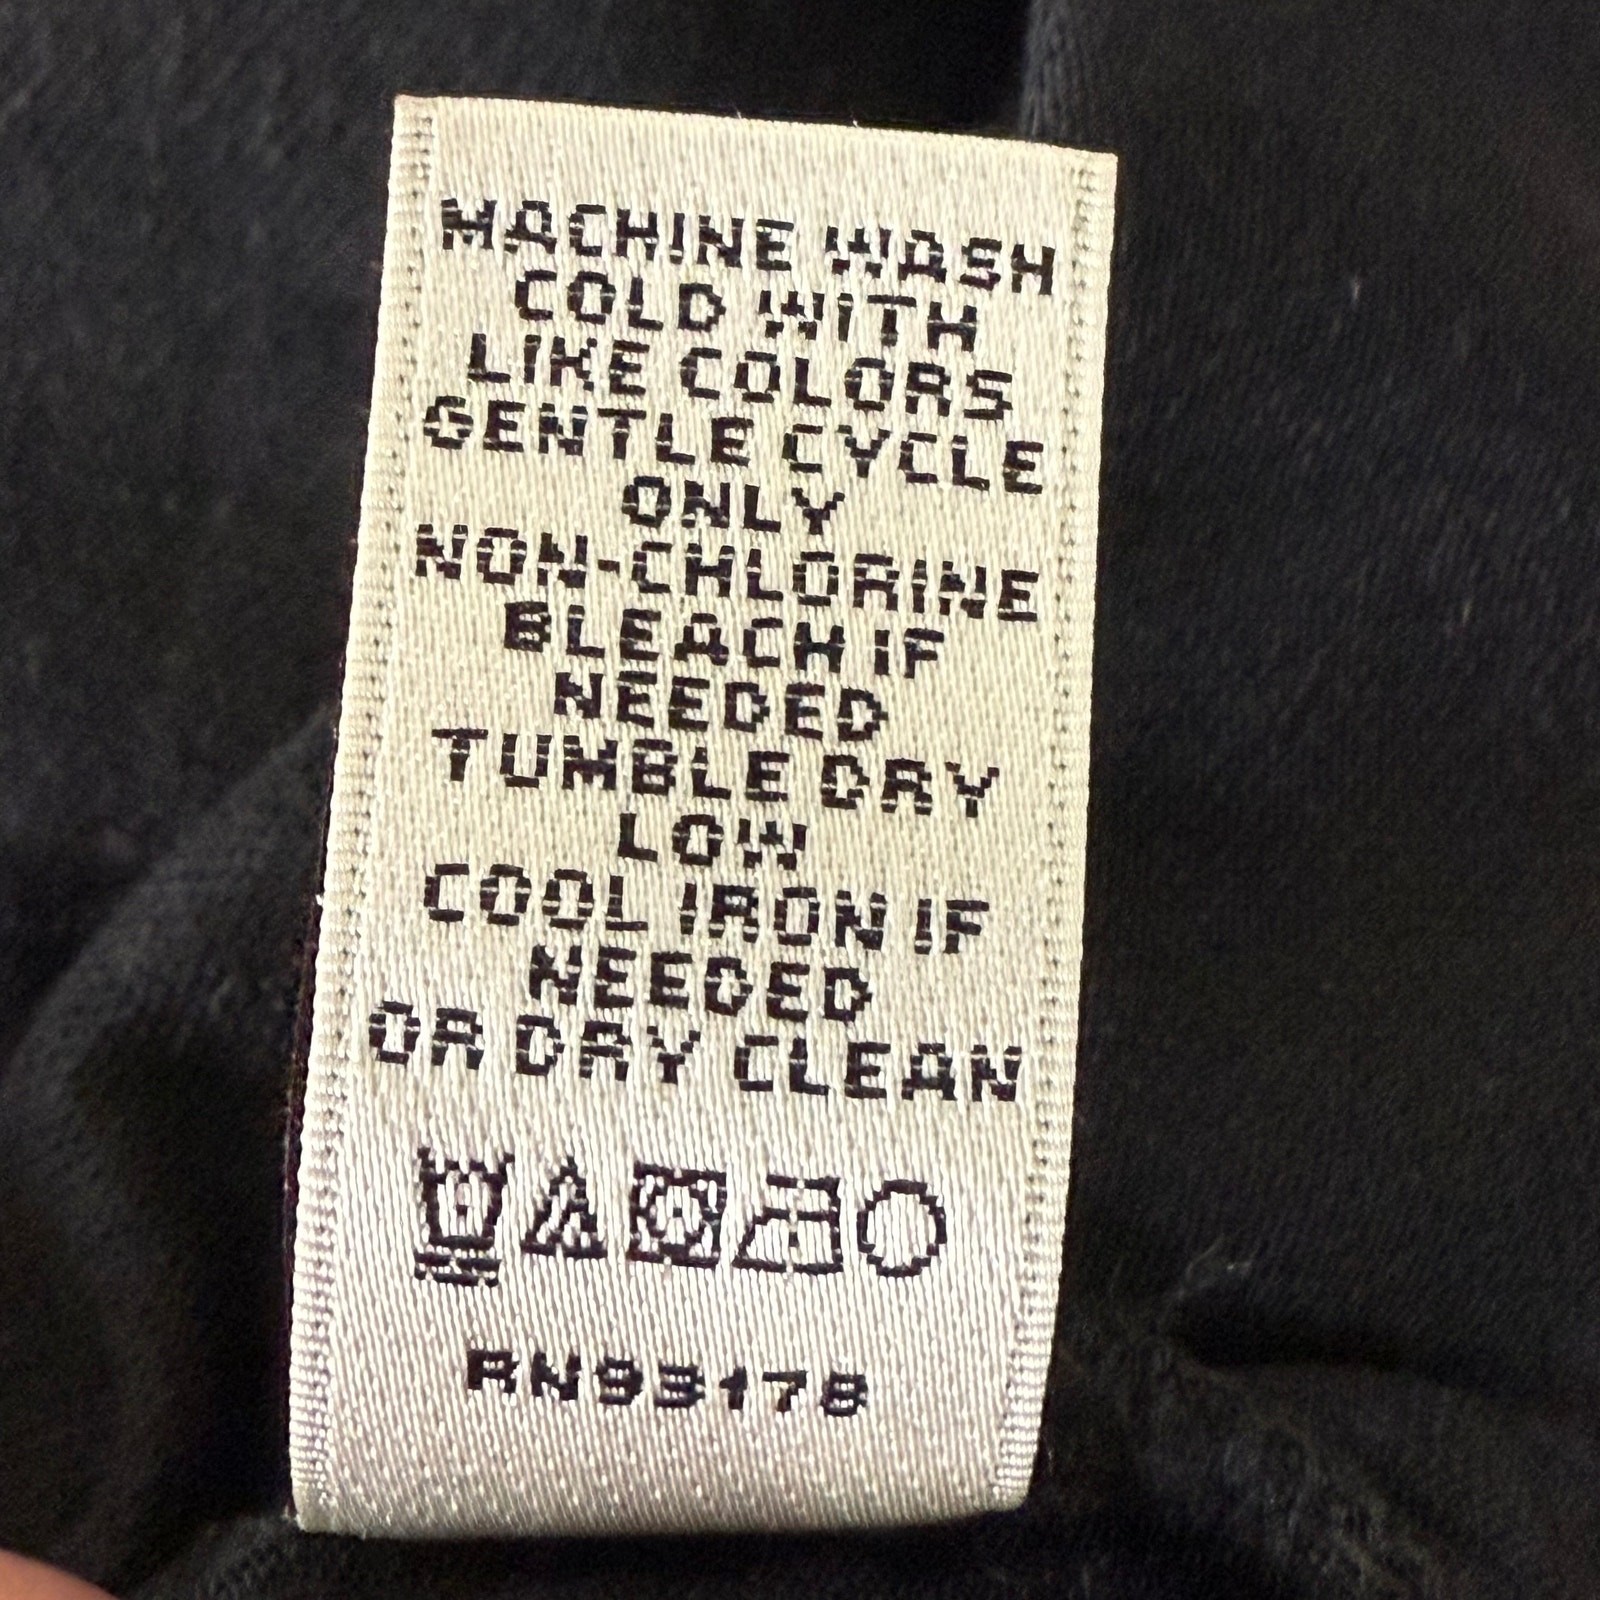 MACHINE WASH
COLD WITH
LIKE COLORS
GENTLE CYCLE
ONLY
NON-CHLORINE
BLEACH IF
NEEDED
TUMBLE DRY
LOW
COOL IRON IF
NEEDED
OR DRY CLEAN
RN93178